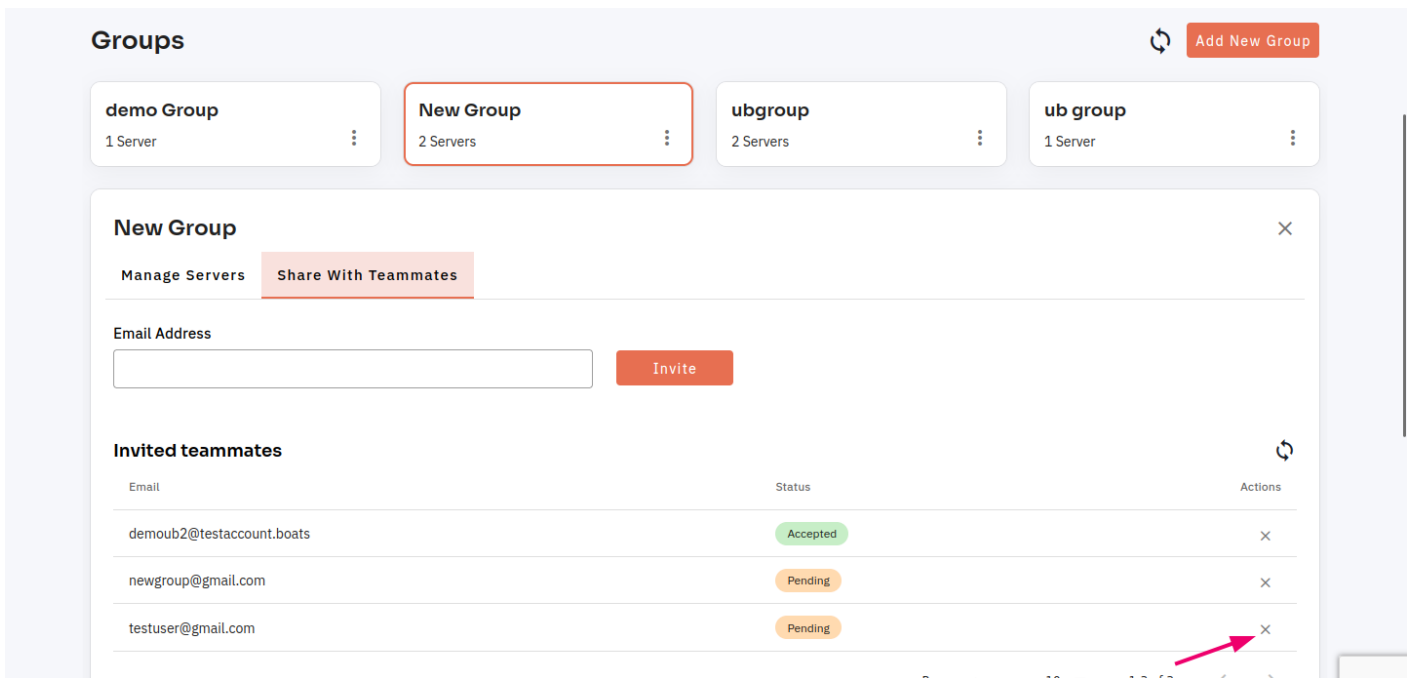 Groups
Add New Group
demo Group
1 Server
New Group
2 Servers
ubgroup
2 Servers
ub group
1 Server
New Group
Manage Servers Share With Teammates
Email Address
Invite
Invited teammates
Email Status Actions
demoub2@testaccount.boats Accepted
newgroup@gmail.com Pending
testuser@gmail.com Pending